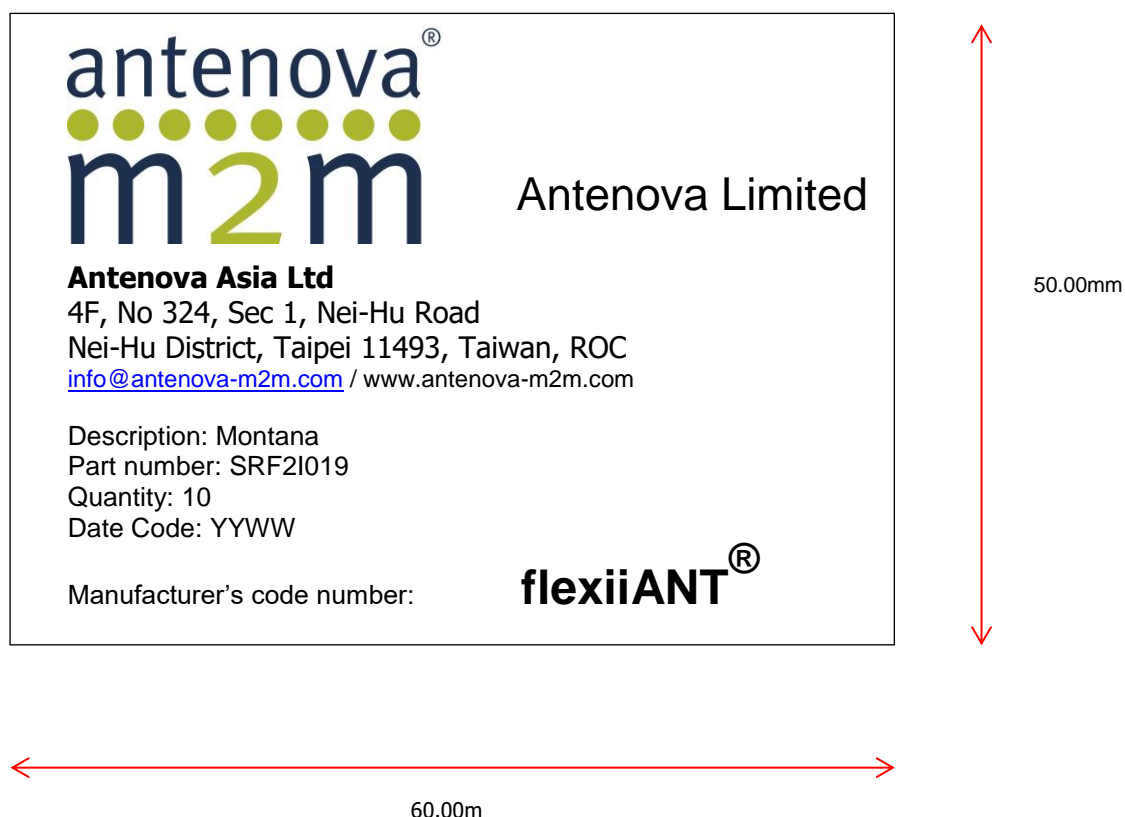 antenova®
m2m
Antenova Limited
Antenova Asia Ltd
4F, No 324, Sec 1, Nei-Hu Road
Nei-Hu District, Taipei 11493, Taiwan, ROC
info@antenova-m2m.com / www.antenova-m2m.com
Description: Montana
Part number: SRF2I019
Quantity: 10
Date Code: YYWW
Manufacturer’s code number:
flexiiANT®
50.00mm
60.00m